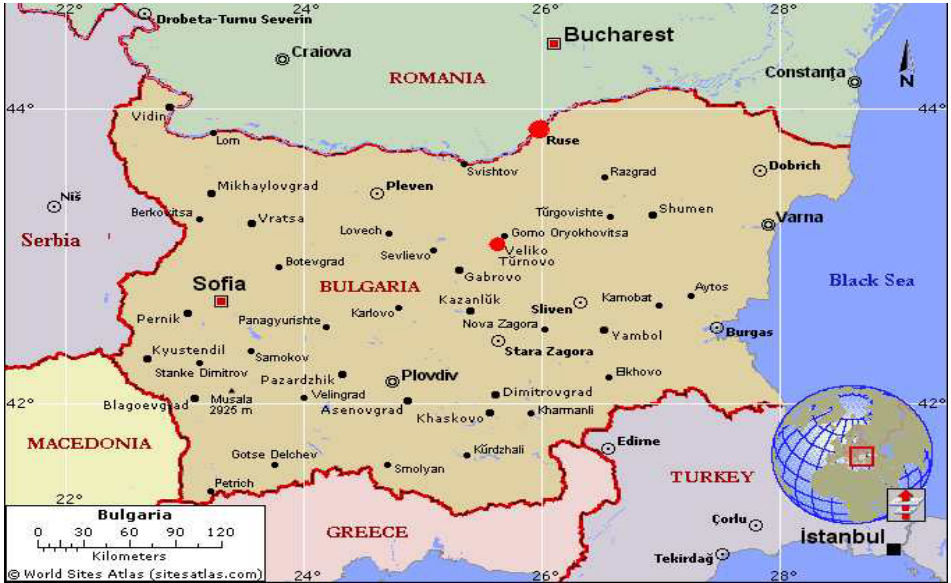 22°
24°
26°
28°
Drobeta-Turnu Severin
Craiova
Bucharest
ROMANIA
Constanţa
N
44°
44°
Vidin
Lom
Ruse
Svishtov
Razgrad
Dobrich
Niš
Mikhaylovgrad
Pleven
Berkovitsa
Vratsa
Tŭrgovishte
Shumen
Varna
Serbia
Lovech
Gorno Oryokhovitsa
Veliko
Tŭrnovo
Sevlievo
Botevgrad
Gabrovo
Sofia
BULGARIA
Kazanlŭk
Sliven
Karnobat
Aytos
Black Sea
Pernik
Panagyurishte
Karlovo
Nova Zagora
Yambol
Burgas
Kyustendil
Samokov
Stara Zagora
Stanke Dimitrov
Pazardzhik
Plovdiv
Elkhovo
Blagoevgrad
Musala
2925 m
Velingrad
Asenovgrad
Dimitrovgrad
Khaskovo
Kharmanli
42°
42°
MACEDONIA
Edirne
Gotse Delchev
Smolyan
Kŭrdzhali
TURKEY
Petrich
22°
GREECE
Çorlu
İstanbul
Tekirdağ
Bulgaria
0 30 60 90 120
Kilometers
© World Sites Atlas (sitesatlas.com)
24°
26°
28°